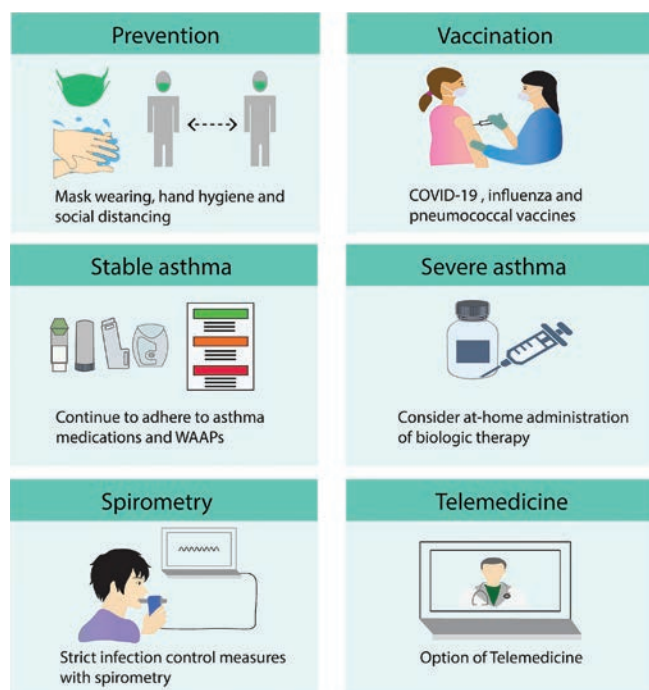 Prevention
Mask wearing, hand hygiene and
social distancing
Vaccination
COVID-19 , influenza and
pneumococcal vaccines
Stable asthma
Continue to adhere to asthma
medications and WAAPs
Severe asthma
Consider at-home administration
of biologic therapy
Spirometry
Strict infection control measures
with spirometry
Telemedicine
Option of Telemedicine